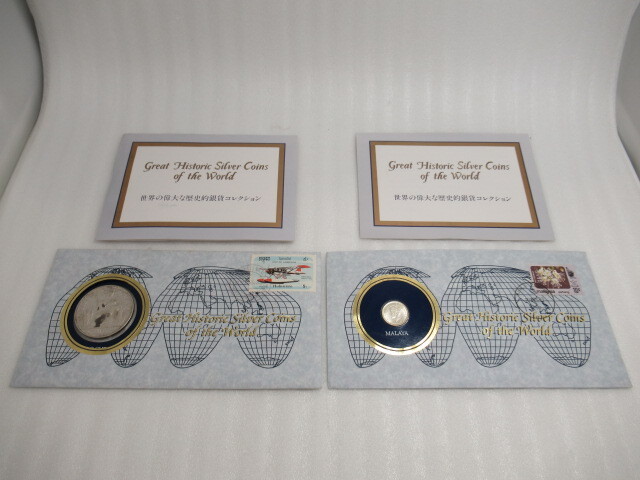 Great Historic Silver Coins
of the World
世界の偉大な歴史的銀貨コレクション
Great Historic Silver Coins
of the World
世界の偉大な歴史的銀貨コレクション
Great Historic Silver Coins
of the World
Great Historic Silver Coins
of the World
MALAYA